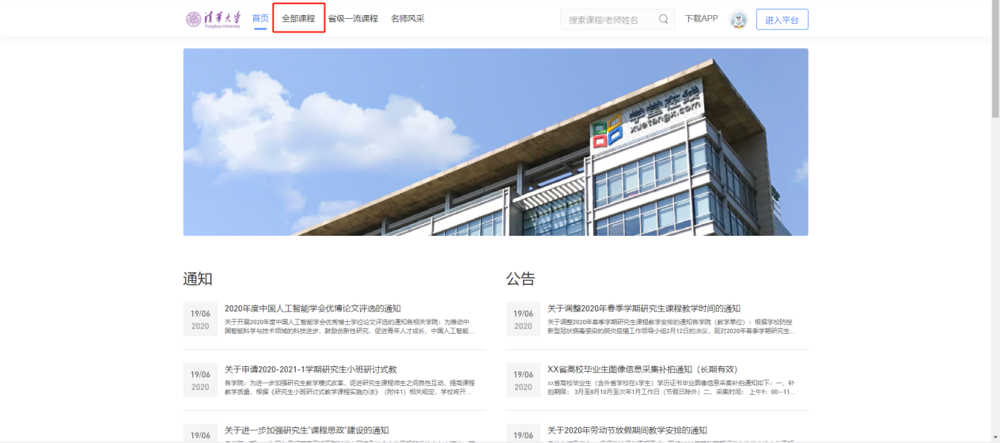 清华大学
Tsinghua University
首页
全部课程
省级一流课程
名师风采
搜索课程/老师姓名
下载APP
进入平台
学堂在线
xuetangx.com
通知
19/06
2020
2020年度中国人工智能学会优博论文评选的通知
关于开展2020年度中国人工智能学会优秀博士学位论文评选的通知各相关学院：为推动中
国智能科学与技术领域的科技进步，鼓励创新性研究，促进青年人才成长，中国人工智能...
19/06
2020
关于申请2020-2021-1学期研究生小班研讨式教
各学院：为进一步加强研究生教学模式改革，促进研究生课程师生之间良性互动，提高课程
教学质量，根据《研究生小班研讨式教学课程实施办法》（附件1）相关规定，学校将开...
19/06
关于进一步加强研究生“课程思政”建设的通知
公告
19/06
2020
关于调整2020年春季学期研究生课程教学时间的通知
关于调整2020年春季学期研究生课程教学安排的通知各学院（教学单位）：根据学校防控
新型冠状病毒感染的肺炎疫情工作领导小组2月12日的决议，现对2020年春季学期研究生...
19/06
2020
XX省高校毕业生图像信息采集补拍通知（长期有效）
xx省高校毕业生（含外省学校在x学生）学历证书毕业图像信息采集补拍通知如下：一、补
拍期限： 3月至8月10月至次年1月工作日（节假日除外）二、采集时间： 上午9：00--11...
19/06
关于2020年劳动节放假期间教学安排的通知